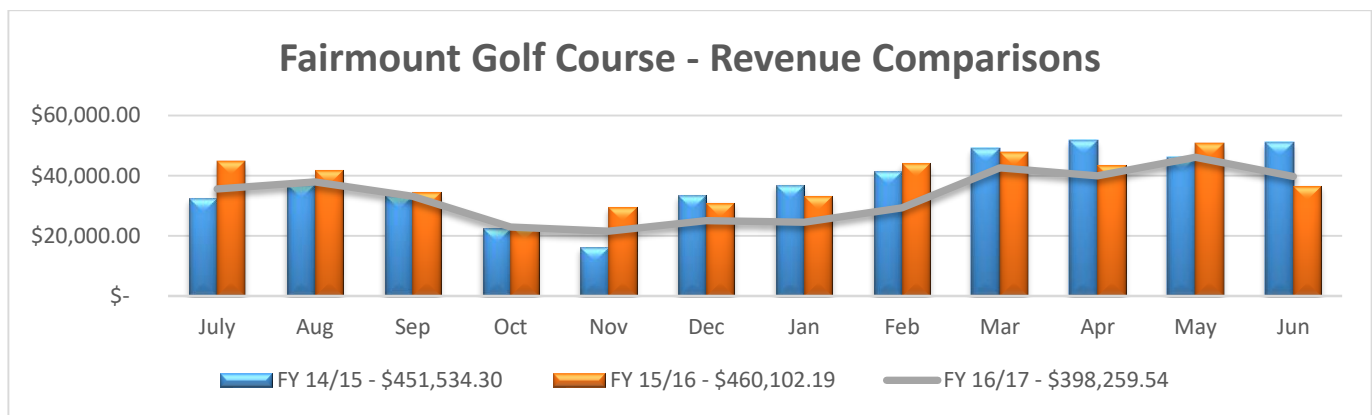 Fairmount Golf Course - Revenue Comparisons
$60,000.00
$40,000.00
$20,000.00
$-
July Aug Sep Oct Nov Dec Jan Feb Mar Apr May Jun
FY 14/15 - $451,534.30 FY 15/16 - $460,102.19 FY 16/17 - $398,259.54